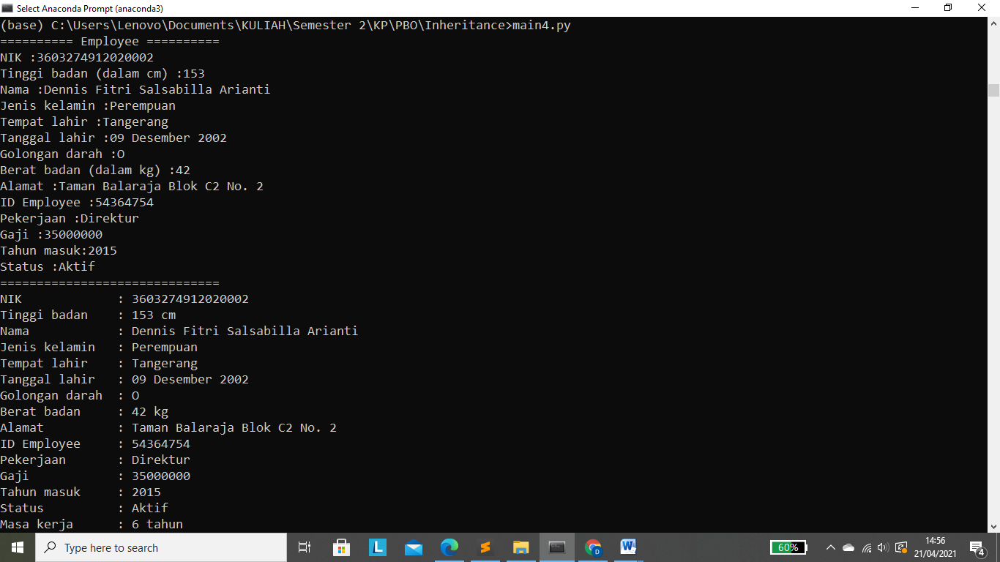 Select Anaconda Prompt (anaconda3)
(base) C:\Users\Lenovo\Documents\KULIAH\Semester 2\KP\PBO\Inheritance>main4.py
========== Employee ==========
NIK :3603274912020002
Tinggi badan (dalam cm) :153
Nama :Dennis Fitri Salsabilla Arianti
Jenis kelamin :Perempuan
Tempat lahir :Tangerang
Tanggal lahir :09 Desember 2002
Golongan darah :O
Berat badan (dalam kg) :42
Alamat :Taman Balaraja Blok C2 No. 2
ID Employee :54364754
Pekerjaan :Direktur
Gaji :35000000
Tahun masuk:2015
Status :Aktif
==============================
NIK             : 3603274912020002
Tinggi badan    : 153 cm
Nama            : Dennis Fitri Salsabilla Arianti
Jenis kelamin   : Perempuan
Tempat lahir    : Tangerang
Tanggal lahir   : 09 Desember 2002
Golongan darah  : O
Berat badan     : 42 kg
Alamat          : Taman Balaraja Blok C2 No. 2
ID Employee     : 54364754
Pekerjaan       : Direktur
Gaji            : 35000000
Tahun masuk     : 2015
Status          : Aktif
Masa kerja      : 6 tahun
Type here to search
L
D
W
60%
14:56
21/04/2021
4